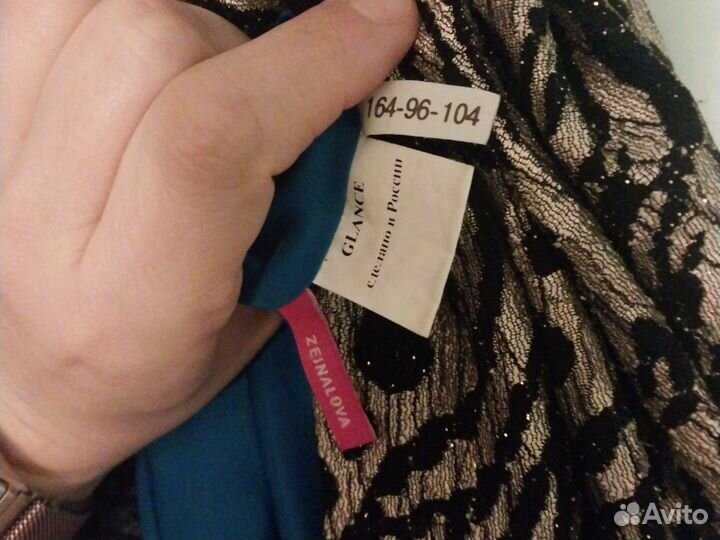 164-96-104
GLANCE
сделано в России
ZEINALOVA
Avito